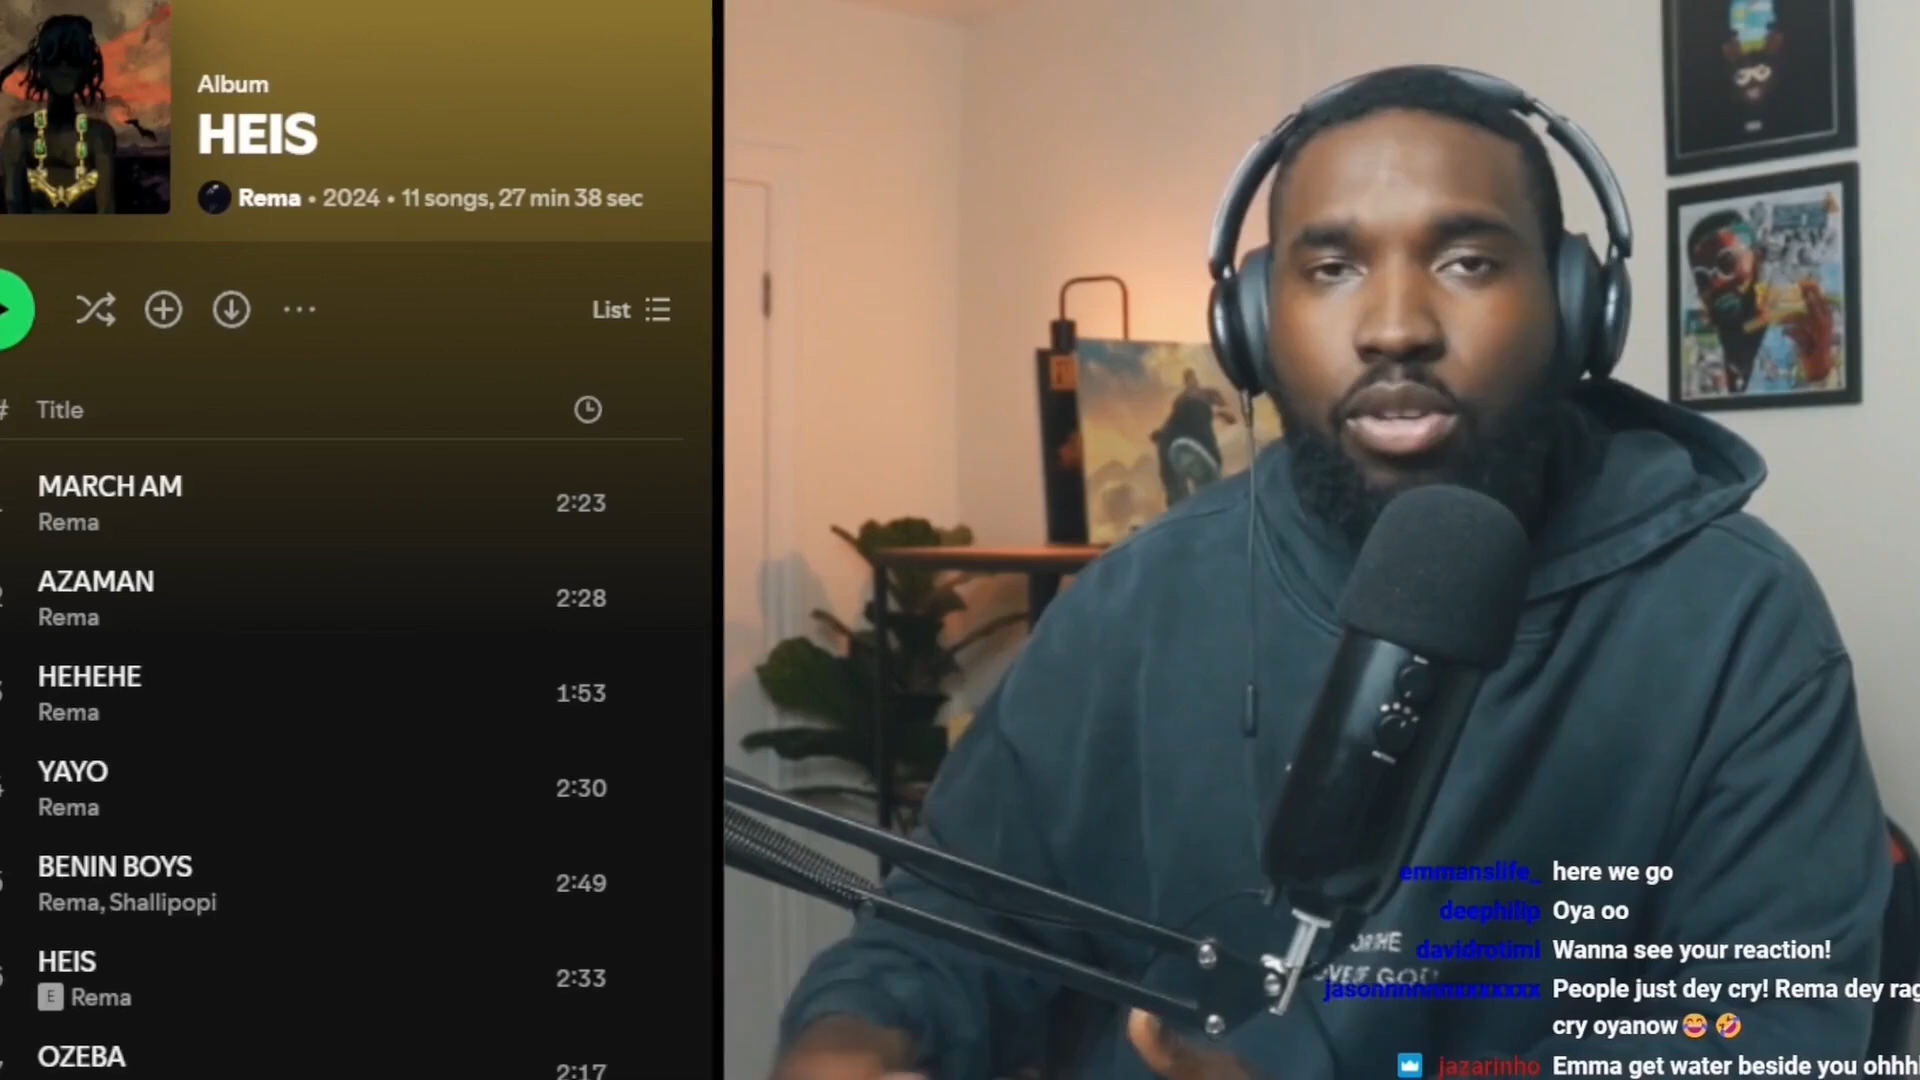 Album
HEIS
Rema • 2024 • 11 songs, 27 min 38 sec
List
# Title
MARCH AM 2:23
Rema
AZAMAN 2:28
Rema
HEHEHE 1:53
Rema
YAYO 2:30
Rema
BENIN BOYS 2:49
Rema, Shallipopi
HEIS 2:33
E Rema
OZEBA 2:17
emmanslife_ here we go
deephilip Oya oo
davidrotimi Wanna see your reaction!
People just dey cry! Rema dey rag
cry oyanow😂 🤣
jazarinho Emma get water beside you ohhh
GOD